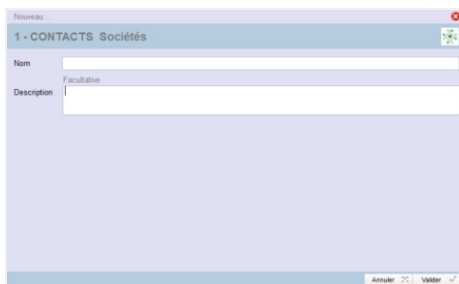 Nouveau...
1 - CONTACTS Sociétés
Nom
Facultative
Description
Annuler
Valider